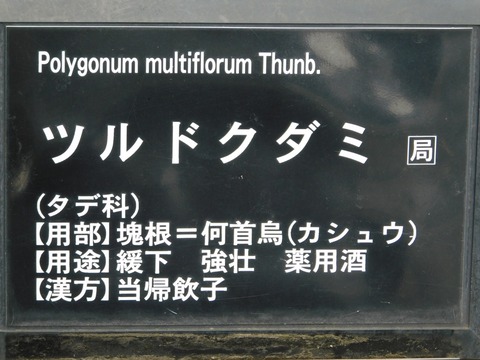 Polygonum multiflorum Thunb.
ツルドクダミ 局
(タデ科)
【用部】塊根＝何首烏(カシュウ)
【用途】緩下　強壮　薬用酒
【漢方】当帰飲子